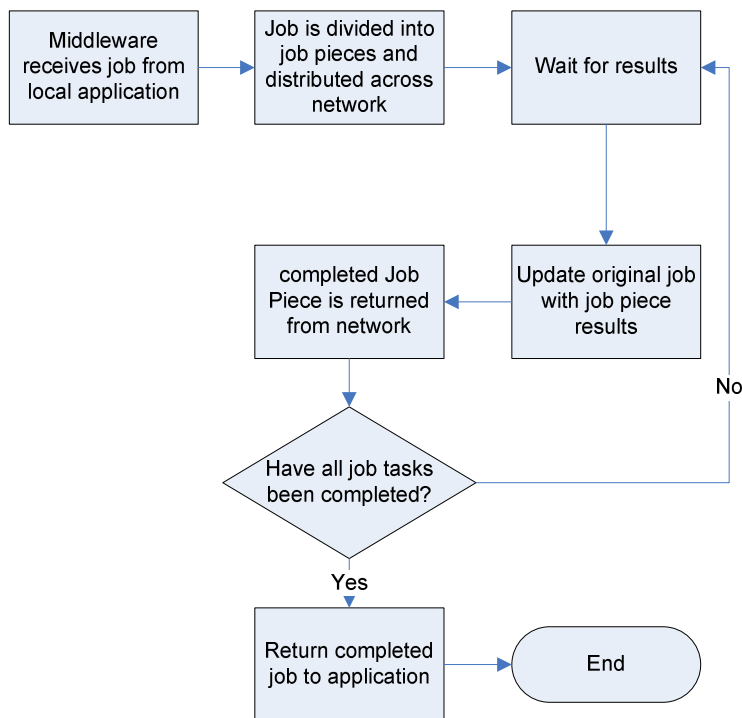 Middleware
receives job from
local application
Job is divided into
job pieces and
distributed across
network
Wait for results
completed Job
Piece is returned
from network
Update original job
with job piece
results
No
Have all job tasks
been completed?
Yes
Return completed
job to application
End